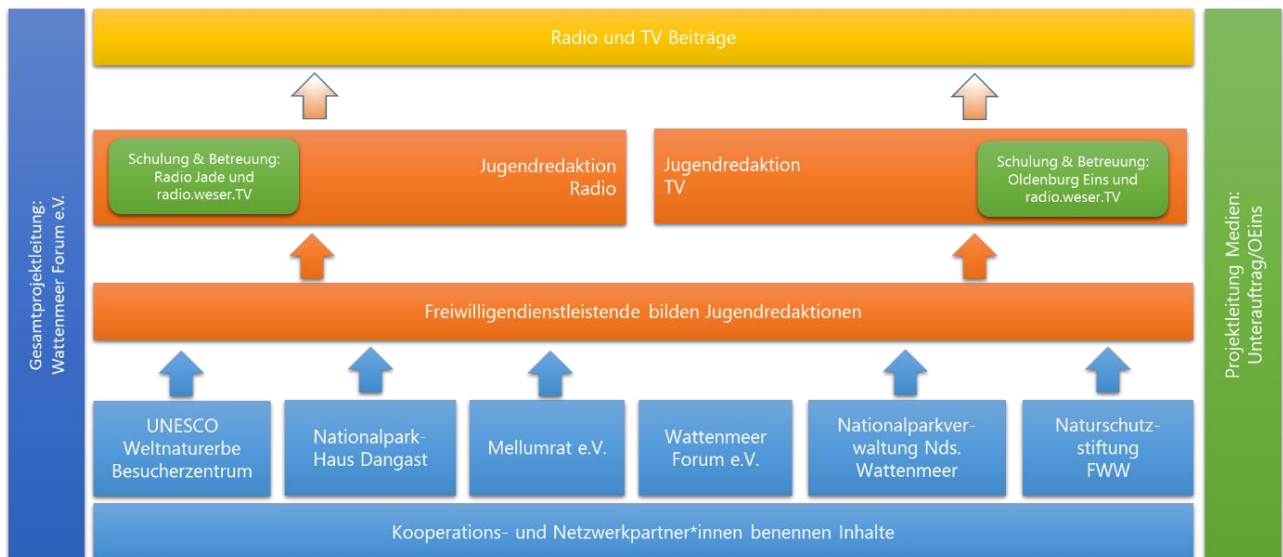 Radio und TV Beiträge
Gesamtprojektleitung:
Wattenmeer Forum e.V.
Schulung & Betreuung:
Radio Jade und
radio.weser.TV
Jugendredaktion
Radio
Jugendredaktion
TV
Schulung & Betreuung:
Oldenburg Eins und
radio.weser.TV
Projektleitung Medien:
Unterauftrag/OEins
Freiwilligendienstleistende bilden Jugendredaktionen
UNESCO
Weltnaturerbe
Besucherzentrum
Nationalpark-
Haus Dangast
Mellumrat e.V.
Wattenmeer
Forum e.V.
Nationalparkver-
waltung Nds.
Wattenmeer
Naturschutz-
stiftung
FWW
Kooperations- und Netzwerkpartner*innen benennen Inhalte